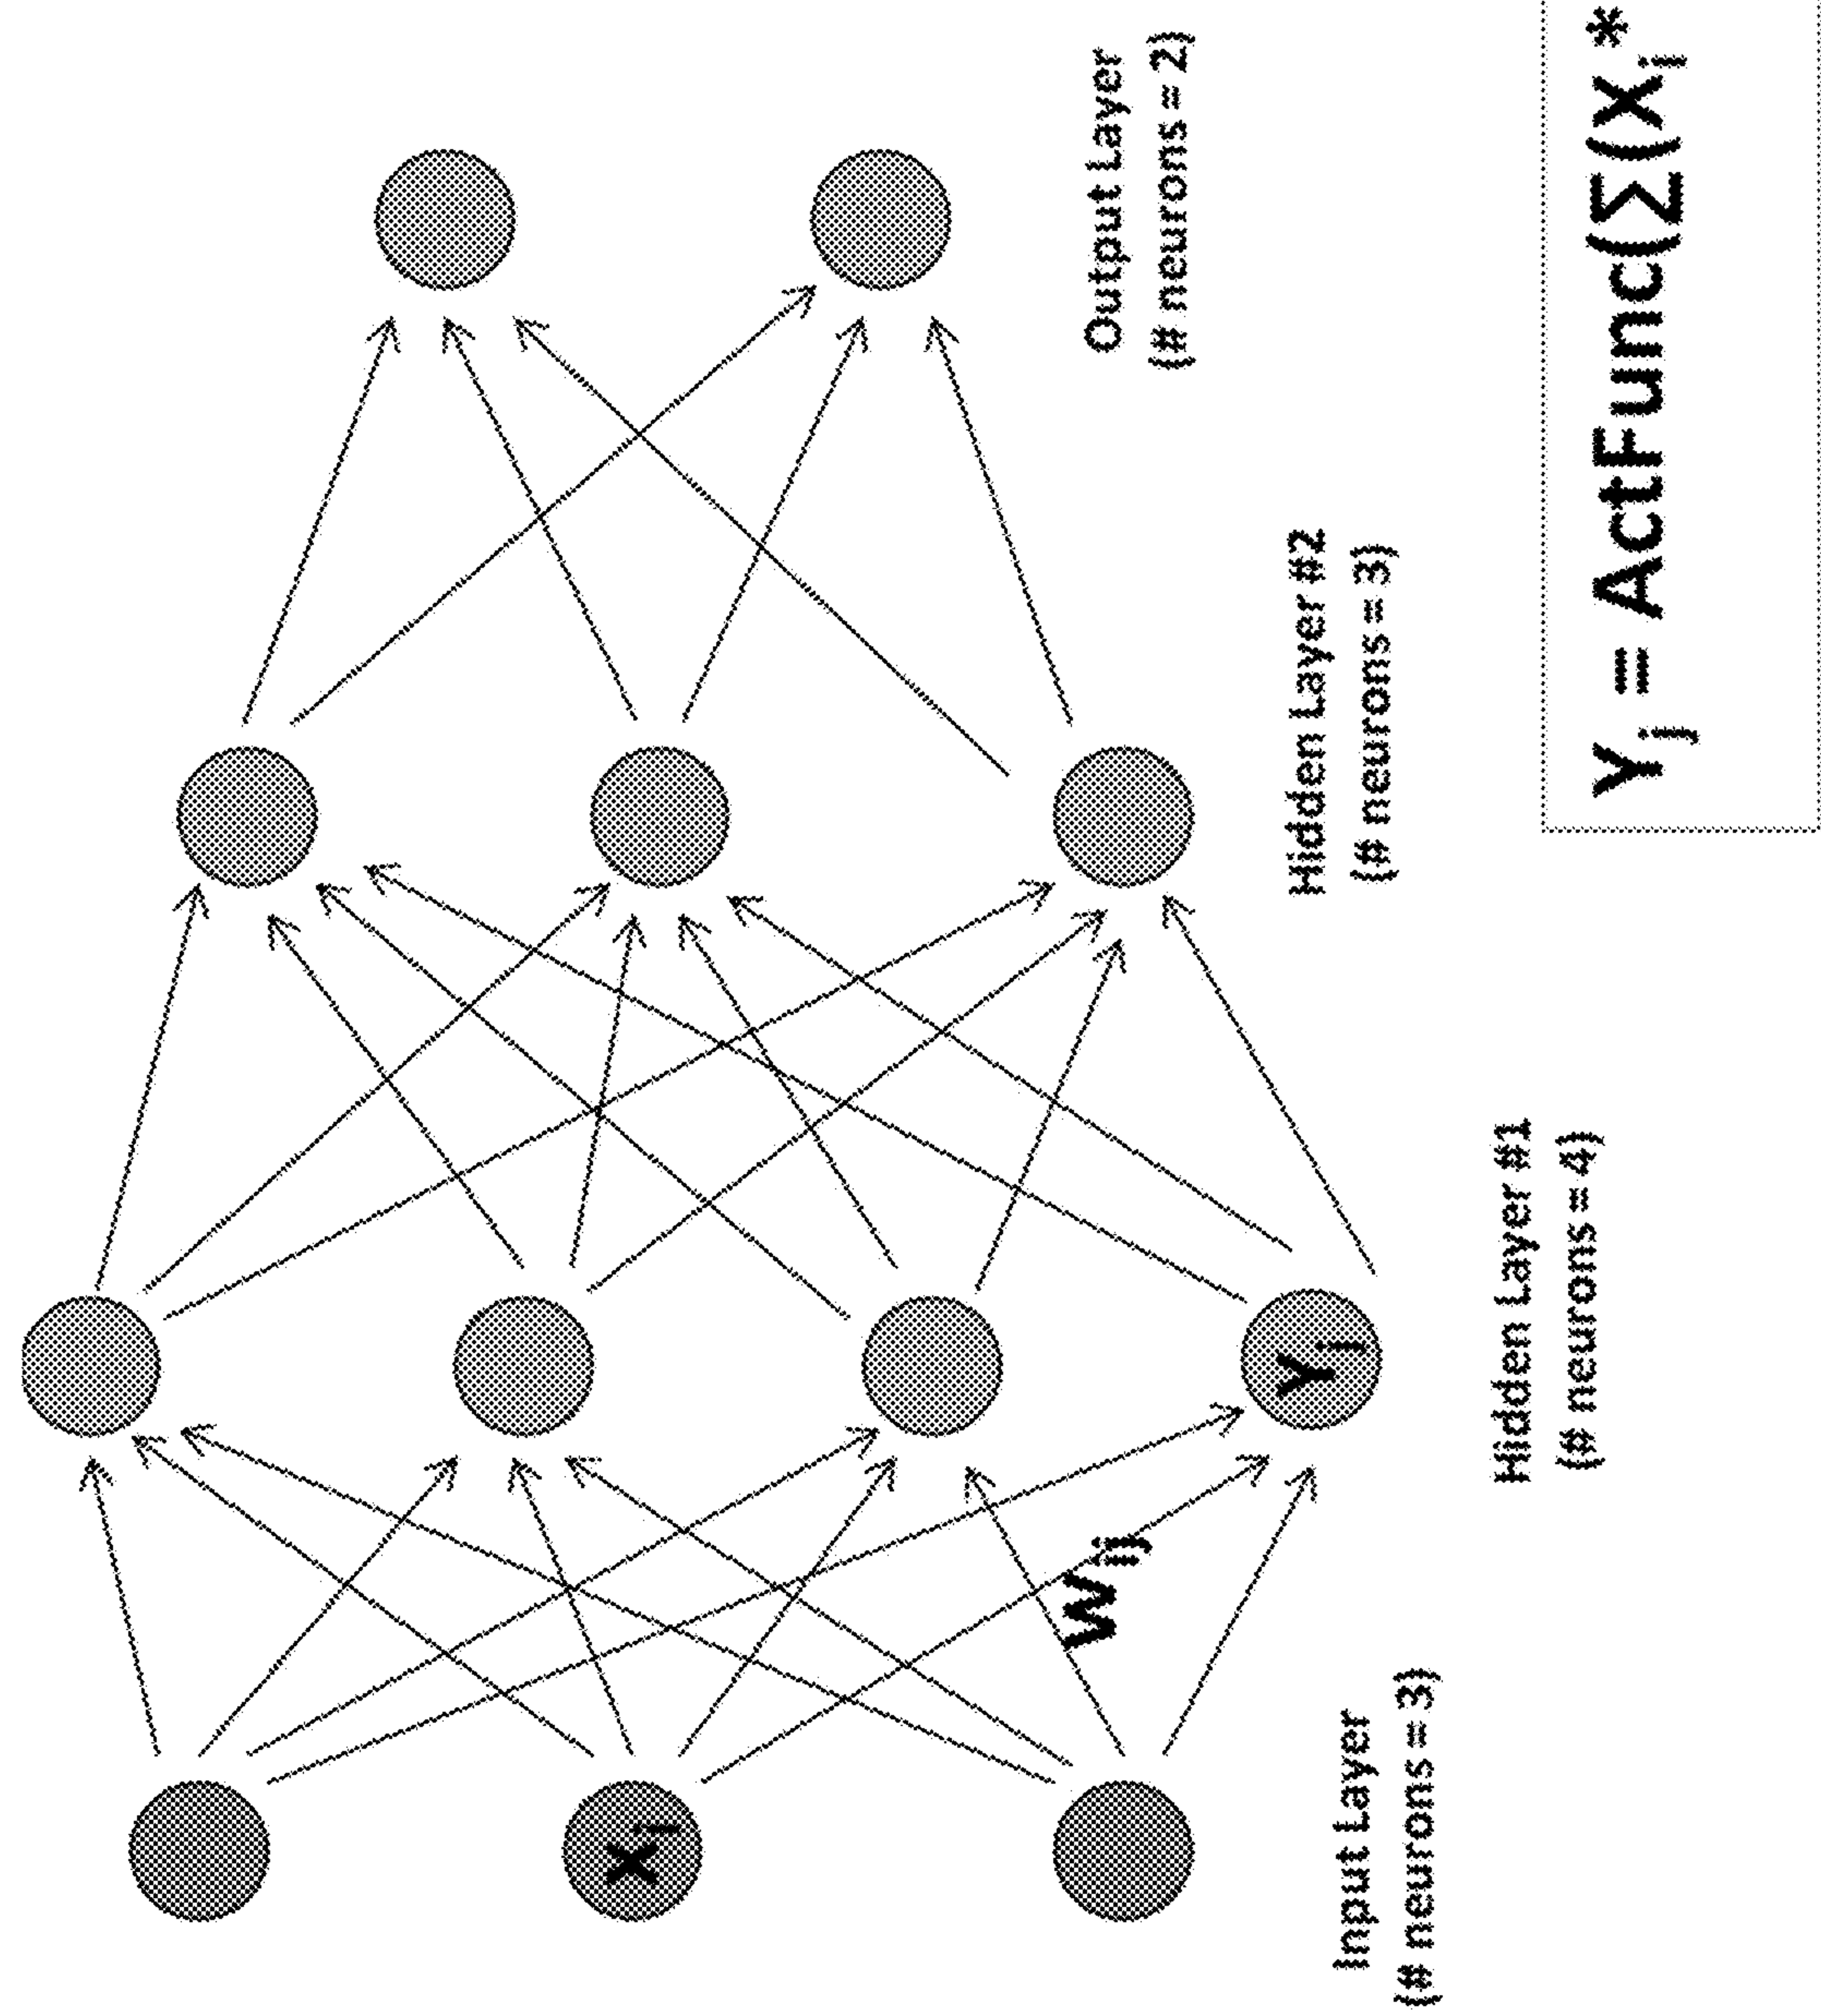 Input Layer
(# neurons = 3)
Hidden Layer #1
(# neurons = 4)
Hidden Layer #2
(# neurons = 3)
Output Layer
(# neurons = 2)
Xi
Wij
Yj
Yj = ActFunc(Σ(Xi *